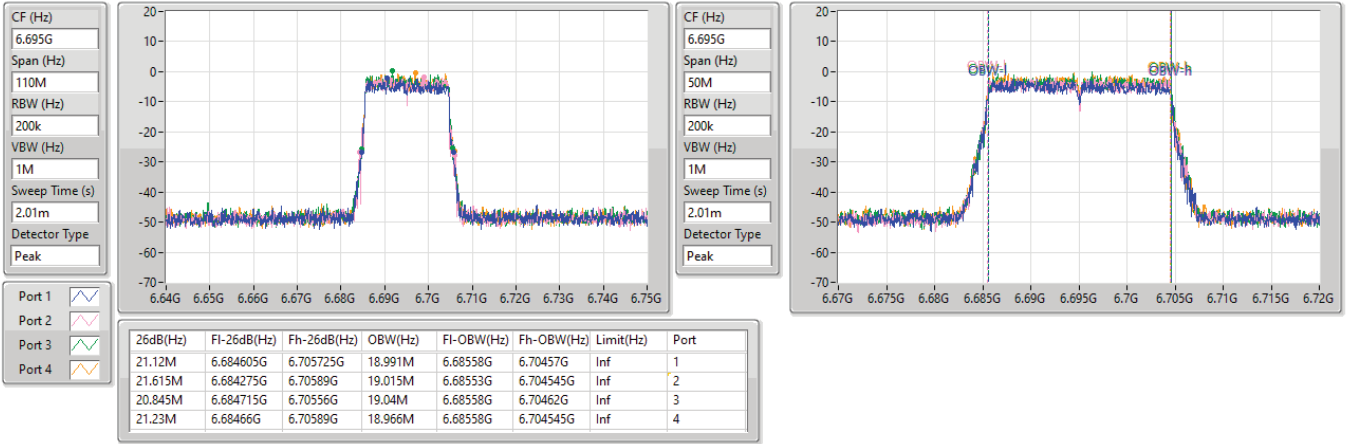 CF (Hz)
6.695G
Span (Hz)
110M
RBW (Hz)
200k
VBW (Hz)
1M
Sweep Time (s)
2.01m
Detector Type
Peak
20
10
0
-10
-20
-30
-40
-50
-60
-70
6.64G 6.65G 6.66G 6.67G 6.68G 6.69G 6.7G 6.71G 6.72G 6.73G 6.74G 6.75G
CF (Hz)
6.695G
Span (Hz)
50M
RBW (Hz)
200k
VBW (Hz)
1M
Sweep Time (s)
2.01m
Detector Type
Peak
20
10
0
-10
-20
-30
-40
-50
-60
-70
OBW-l OBW-h
6.67G 6.675G 6.68G 6.685G 6.69G 6.695G 6.7G 6.705G 6.71G 6.715G 6.72G
Port 1
Port 2
Port 3
Port 4
26dB(Hz) Fl-26dB(Hz) Fh-26dB(Hz) OBW(Hz) Fl-OBW(Hz) Fh-OBW(Hz) Limit(Hz) Port
21.12M 6.684605G 6.705725G 18.991M 6.68558G 6.70457G Inf 1
21.615M 6.684275G 6.70589G 19.015M 6.68553G 6.704545G Inf 2
20.845M 6.684715G 6.70556G 19.04M 6.68558G 6.70462G Inf 3
21.23M 6.68466G 6.70589G 18.966M 6.68558G 6.704545G Inf 4